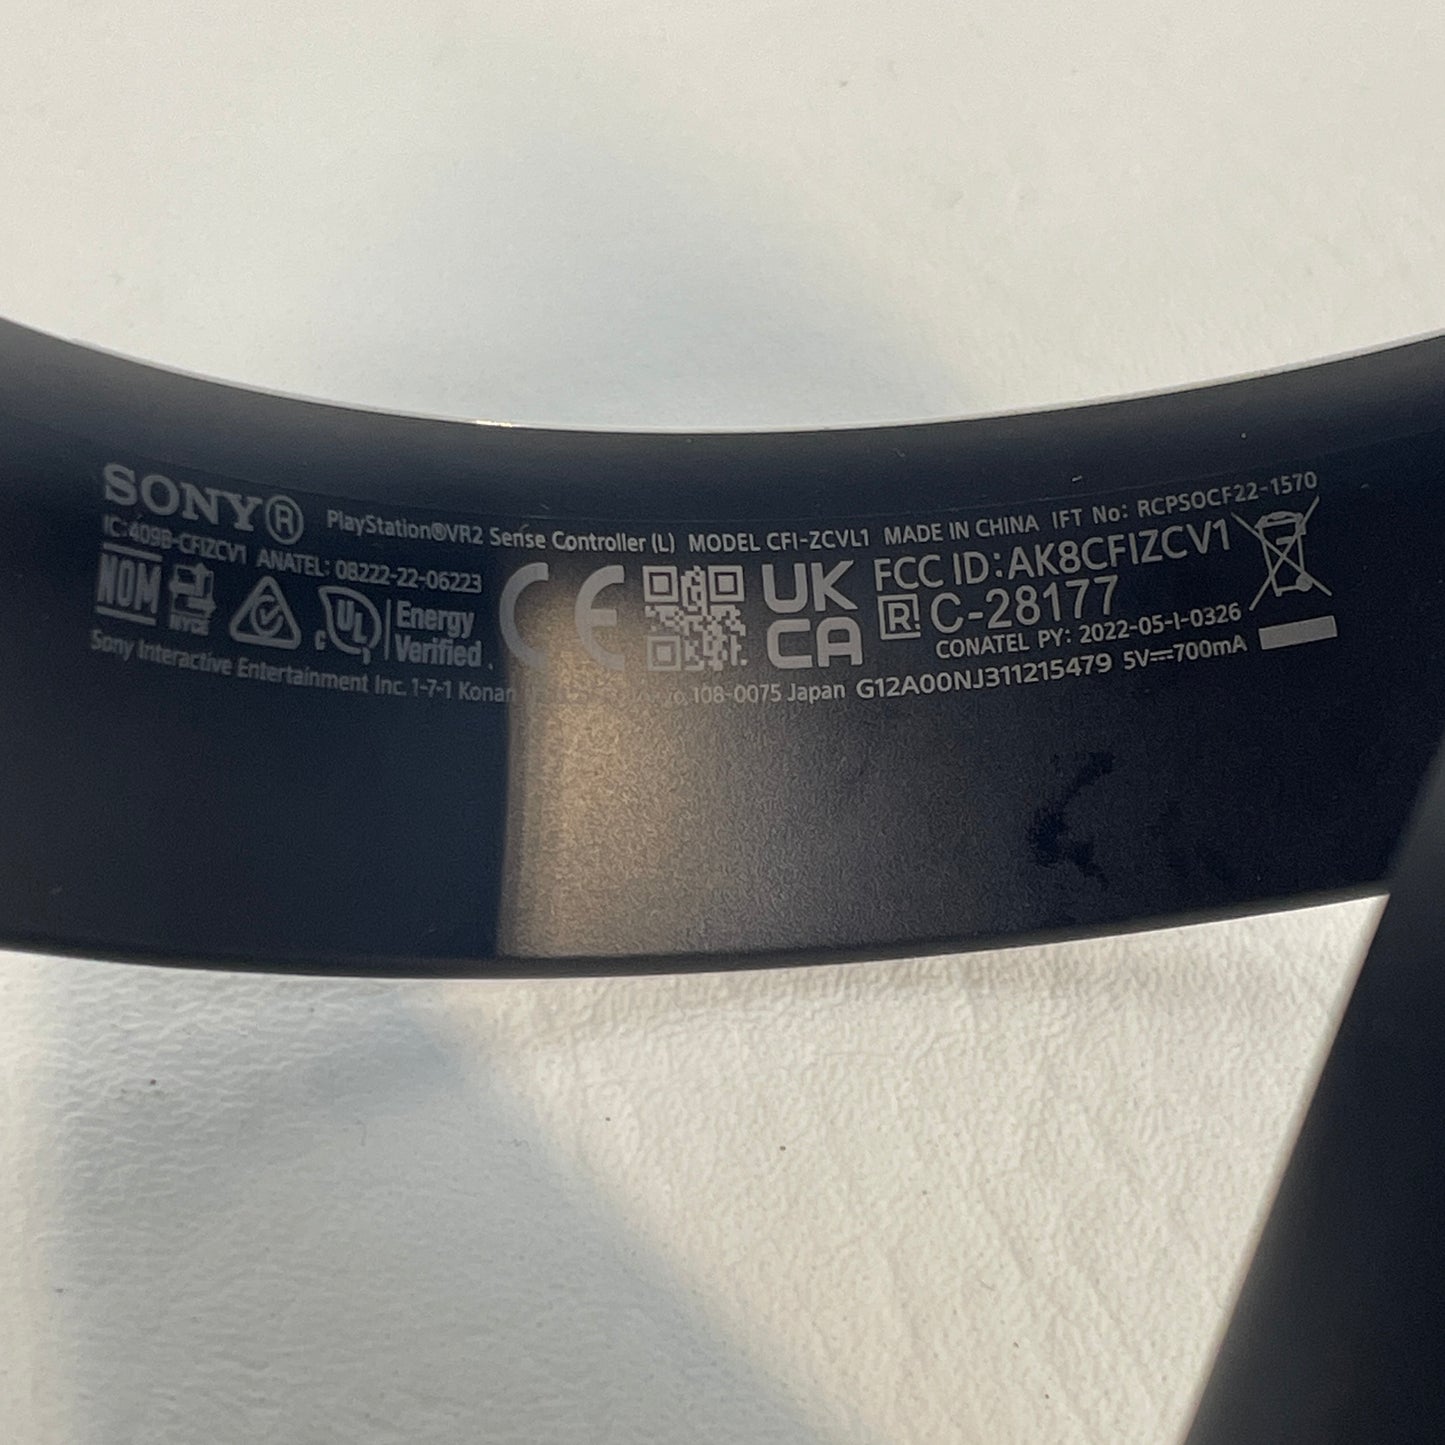 SONY®
PlayStation®VR2 Sense Controller (L) MODEL CFI-ZCVL1 MADE IN CHINA IFT No: RCPSOCF22-1570
IC:409B-CFIZCV1 ANATEL: 08222-22-06223
NOM NYCE c UL Energy Verified CE UK CA
FCC ID:AK8CFIZCV1
R C-28177
CONATEL PY: 2022-05-I-0326
Sony Interactive Entertainment Inc. 1-7-1 Konan 108-0075 Japan G12A00NJ311215479 5V⎓700mA